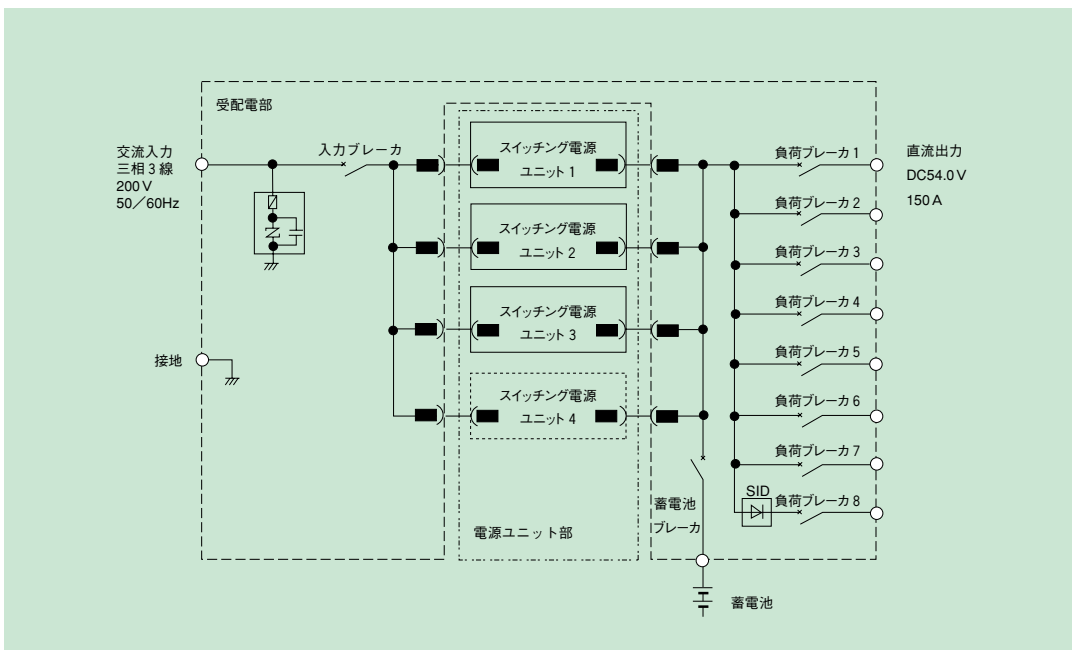 受配電部
交流入力
三相3線
200V
50／60Hz
入力ブレーカ
接地
スイッチング電源
ユニット 1
スイッチング電源
ユニット 2
スイッチング電源
ユニット 3
スイッチング電源
ユニット 4
電源ユニット部
蓄電池
ブレーカ
蓄電池
負荷ブレーカ 1
負荷ブレーカ 2
負荷ブレーカ 3
負荷ブレーカ 4
負荷ブレーカ 5
負荷ブレーカ 6
負荷ブレーカ 7
SID
負荷ブレーカ 8
直流出力
DC54.0V
150A